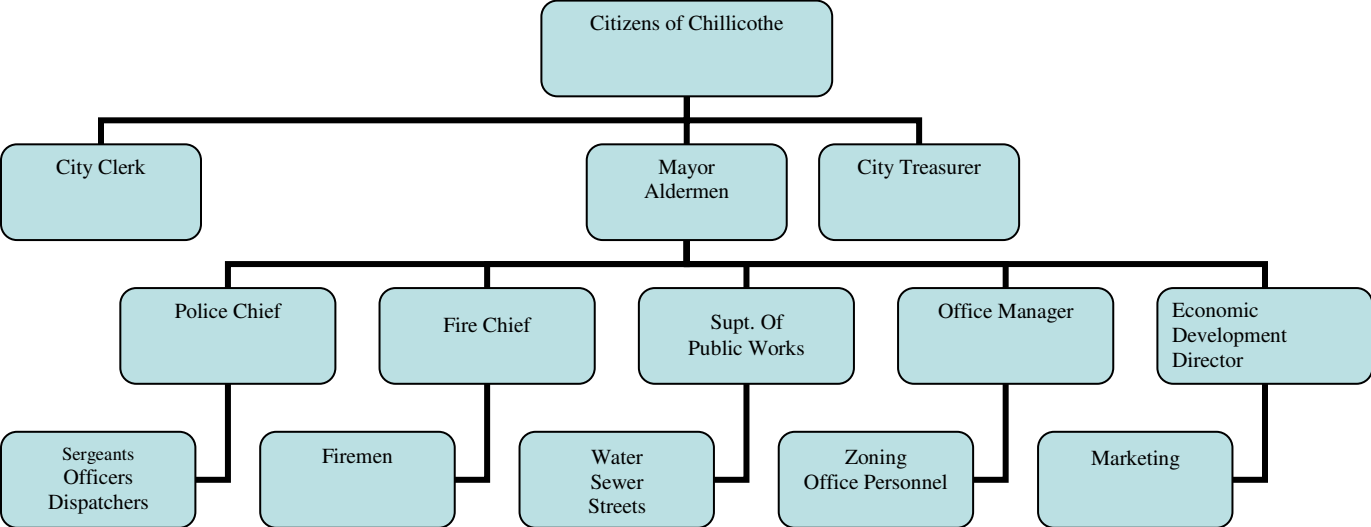 Citizens of Chillicothe
City Clerk
Mayor
Aldermen
City Treasurer
Police Chief
Fire Chief
Supt. Of
Public Works
Office Manager
Economic
Development
Director
Sergeants
Officers
Dispatchers
Firemen
Water
Sewer
Streets
Zoning
Office Personnel
Marketing